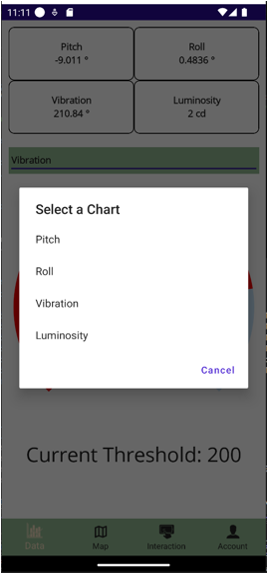 11:11
Pitch
-9.011 °
Roll
0.4836 °
Vibration
210.84 °
Luminosity
2 cd
Vibration
Select a Chart
Pitch
Roll
Vibration
Luminosity
Cancel
Current Threshold: 200
Data
Map
Interaction
Account